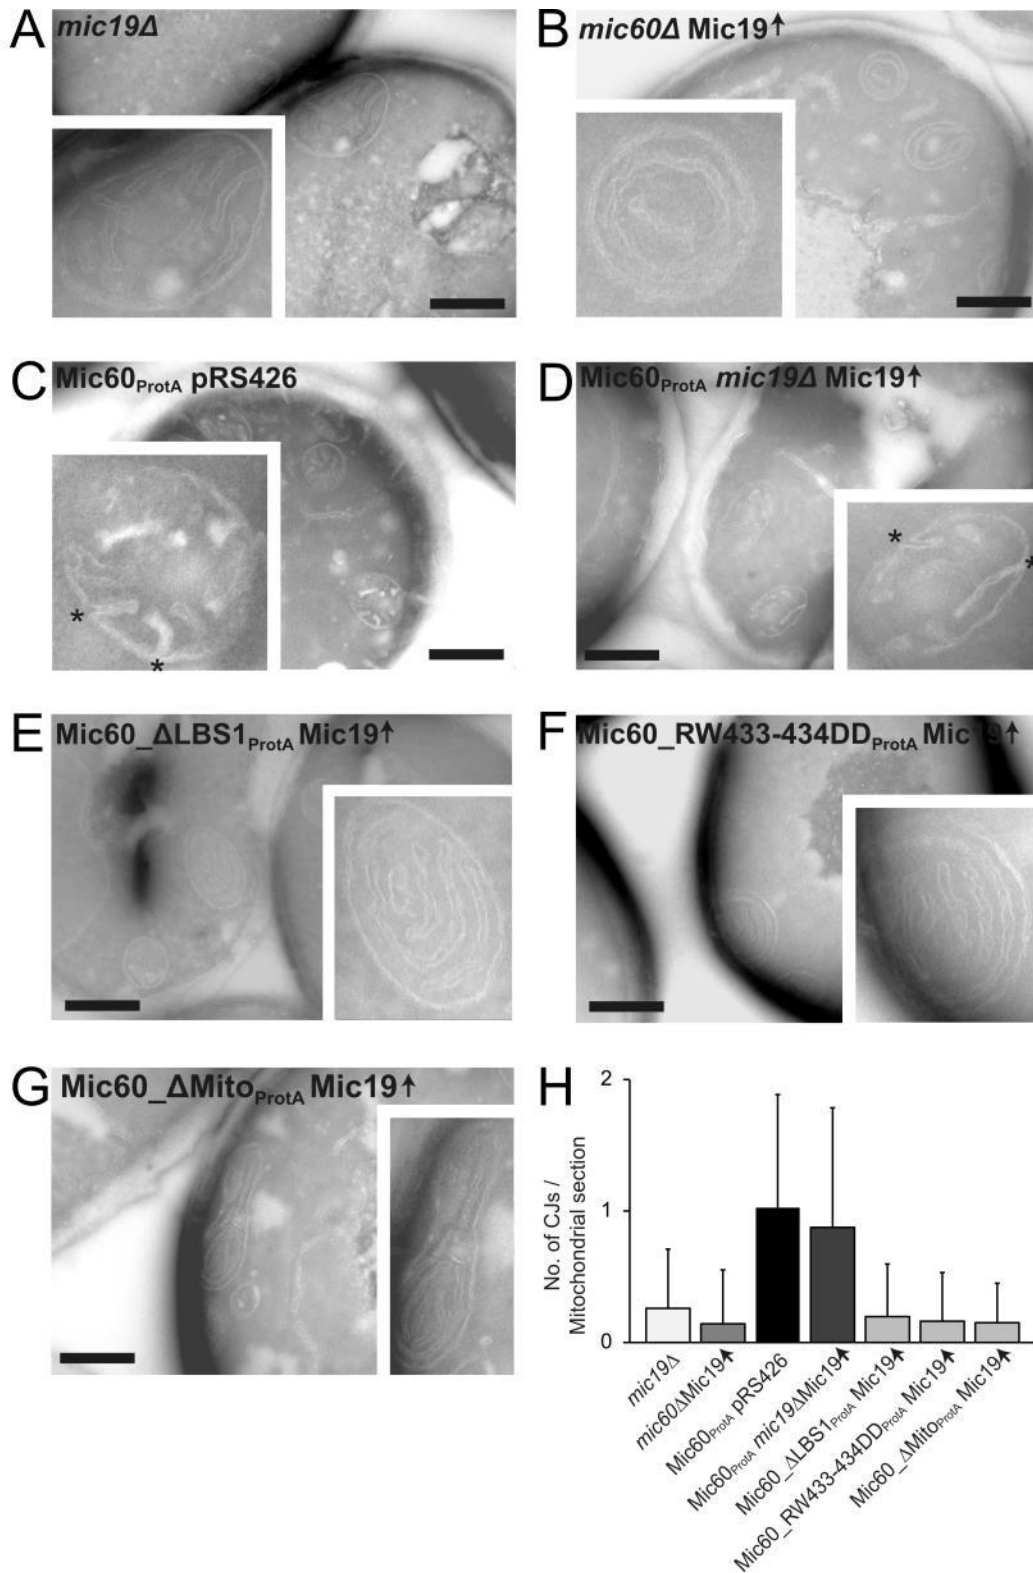 A mic19Δ
B mic60Δ Mic19↑
C Mic60ProtA pRS426
D Mic60ProtA mic19Δ Mic19↑
*
*
*
*
E Mic60_ΔLBS1ProtA Mic19↑
F Mic60_RW433-434DDProtA Mic19↑
G Mic60_ΔMitoProtA Mic19↑
H
No. of CJs /
Mitochondrial section
2
1
0
mic19Δ
mic60ΔMic19↑
Mic60ProtA pRS426
Mic60ProtA mic19ΔMic19↑
Mic60_ΔLBS1ProtA Mic19↑
Mic60_RW433-434DDProtA Mic19↑
Mic60_ΔMitoProtA Mic19↑